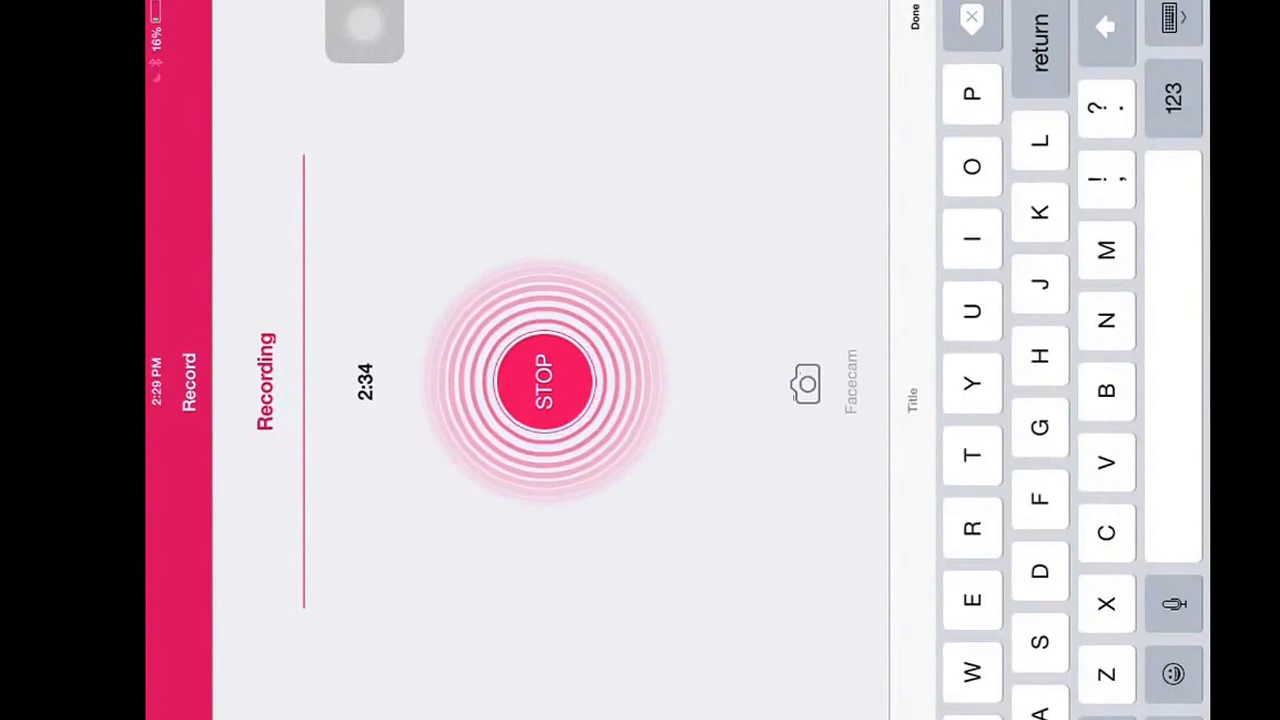 16%
2:29 PM
Record
Recording
2:34
STOP
Facecam
Title
Done
W E R T Y U I O P
A S D F G H J K L return
Z X C V B N M ! , ? .
123